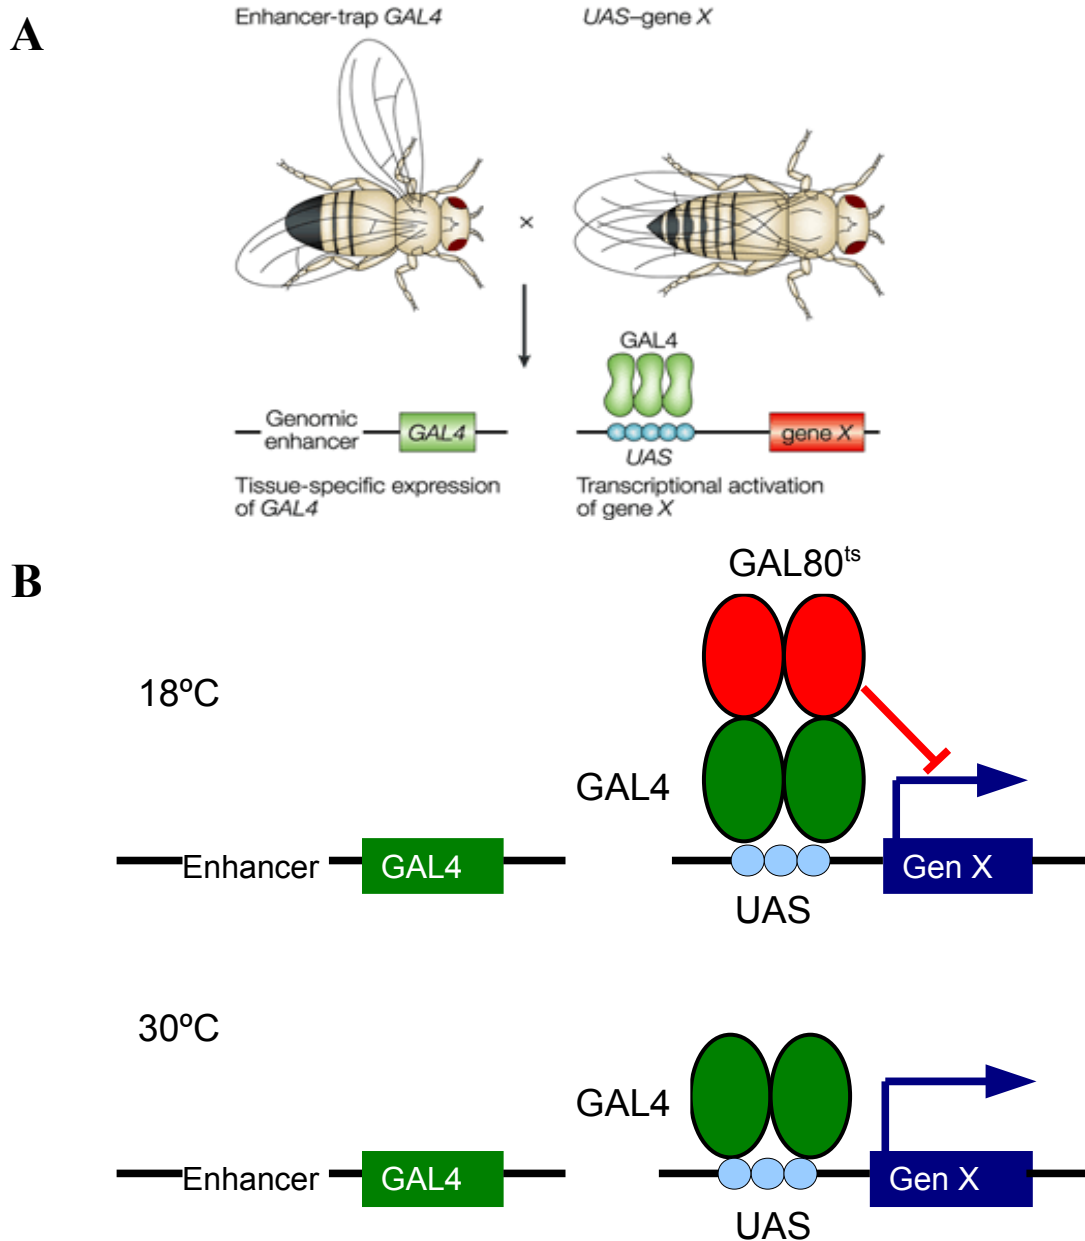 A
Enhancer-trap GAL4
UAS–gene X
×
GAL4
Genomic
enhancer
GAL4
UAS
gene X
Tissue-specific expression
of GAL4
Transcriptional activation
of gene X
B
GAL80ts
18ºC
GAL4
Enhancer
GAL4
Gen X
UAS
30ºC
GAL4
Enhancer
GAL4
Gen X
UAS